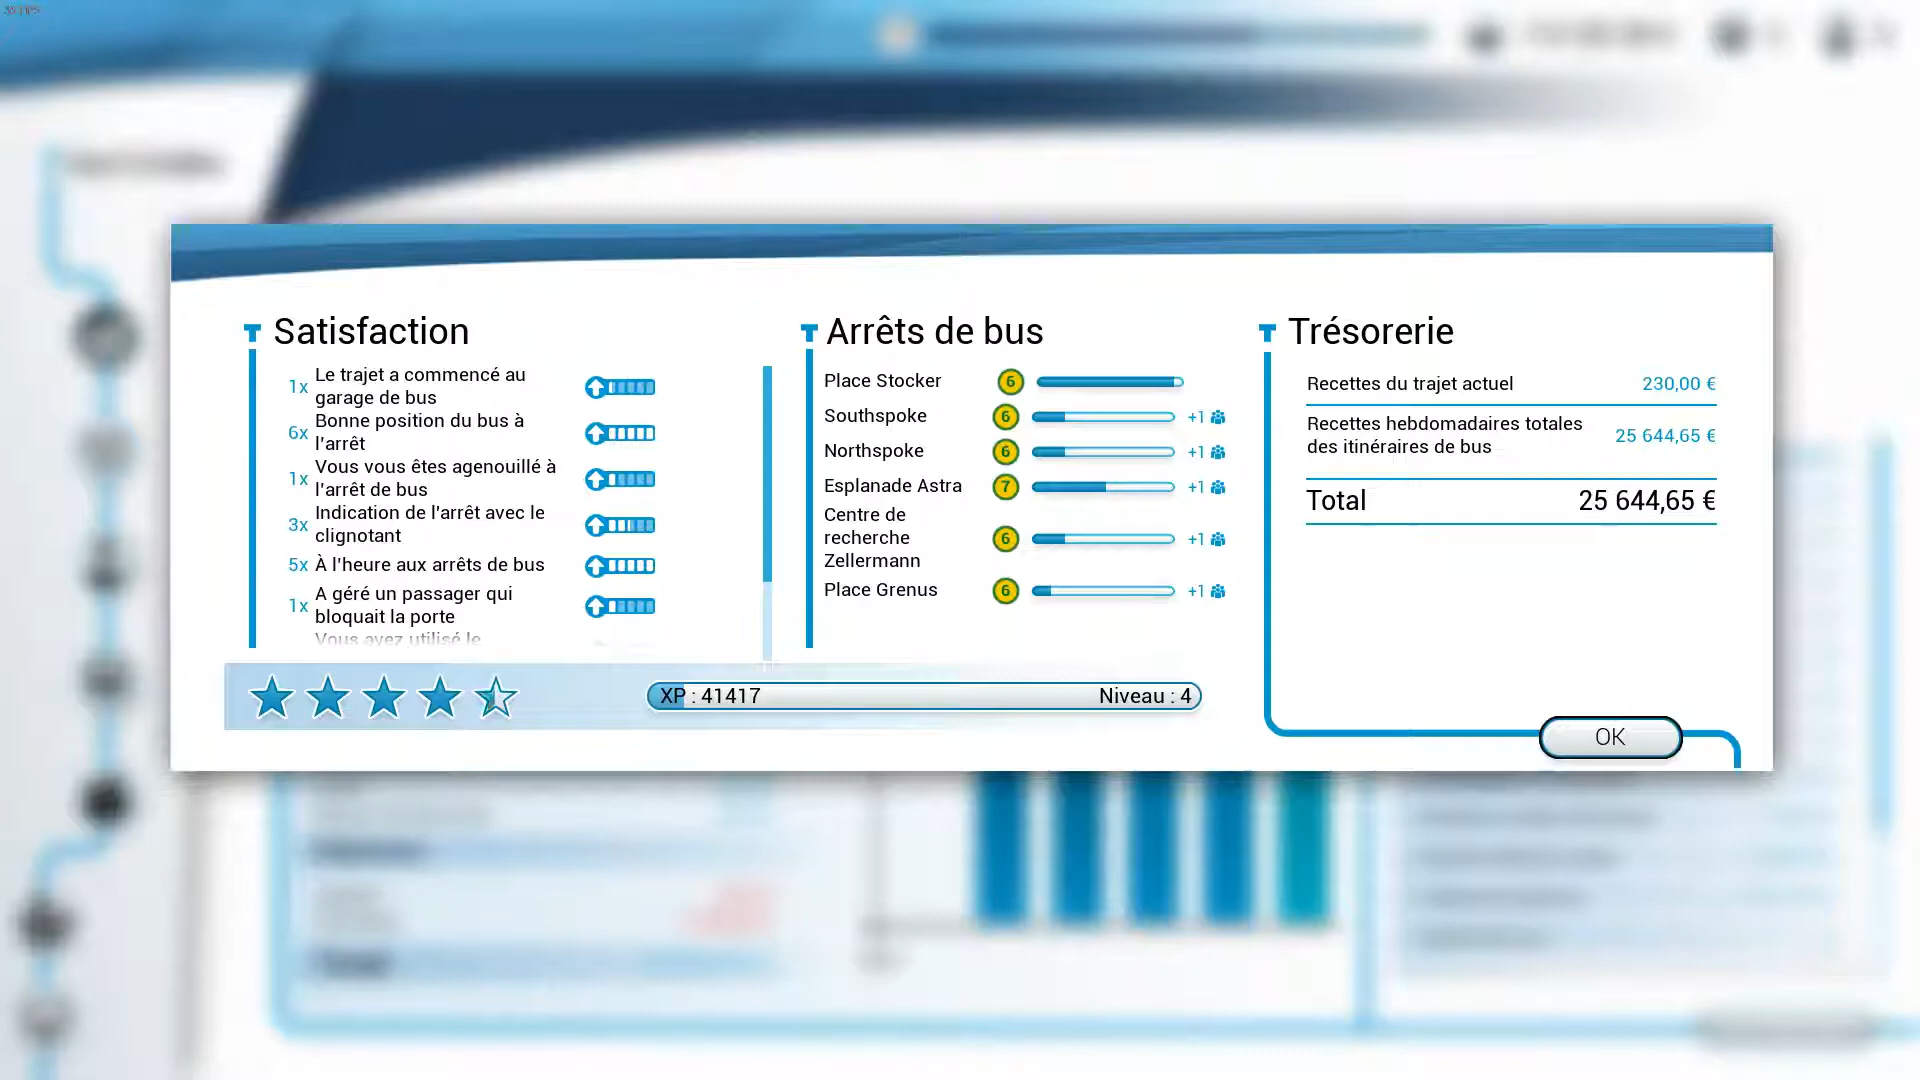 Satisfaction
1x Le trajet a commencé au
garage de bus
6x Bonne position du bus à
l'arrêt
1x Vous vous êtes agenouillé à
l'arrêt de bus
3x Indication de l'arrêt avec le
clignotant
5x À l'heure aux arrêts de bus
1x A géré un passager qui
bloquait la porte
Vous avez utilisé le
Arrêts de bus
Place Stocker 6
Southspoke 6 +1
Northspoke 6 +1
Esplanade Astra 7 +1
Centre de
recherche
Zellermann 6 +1
Place Grenus 6 +1
Trésorerie
Recettes du trajet actuel 230,00 €
Recettes hebdomadaires totales
des itinéraires de bus 25 644,65 €
Total 25 644,65 €
XP : 41417 Niveau : 4
OK